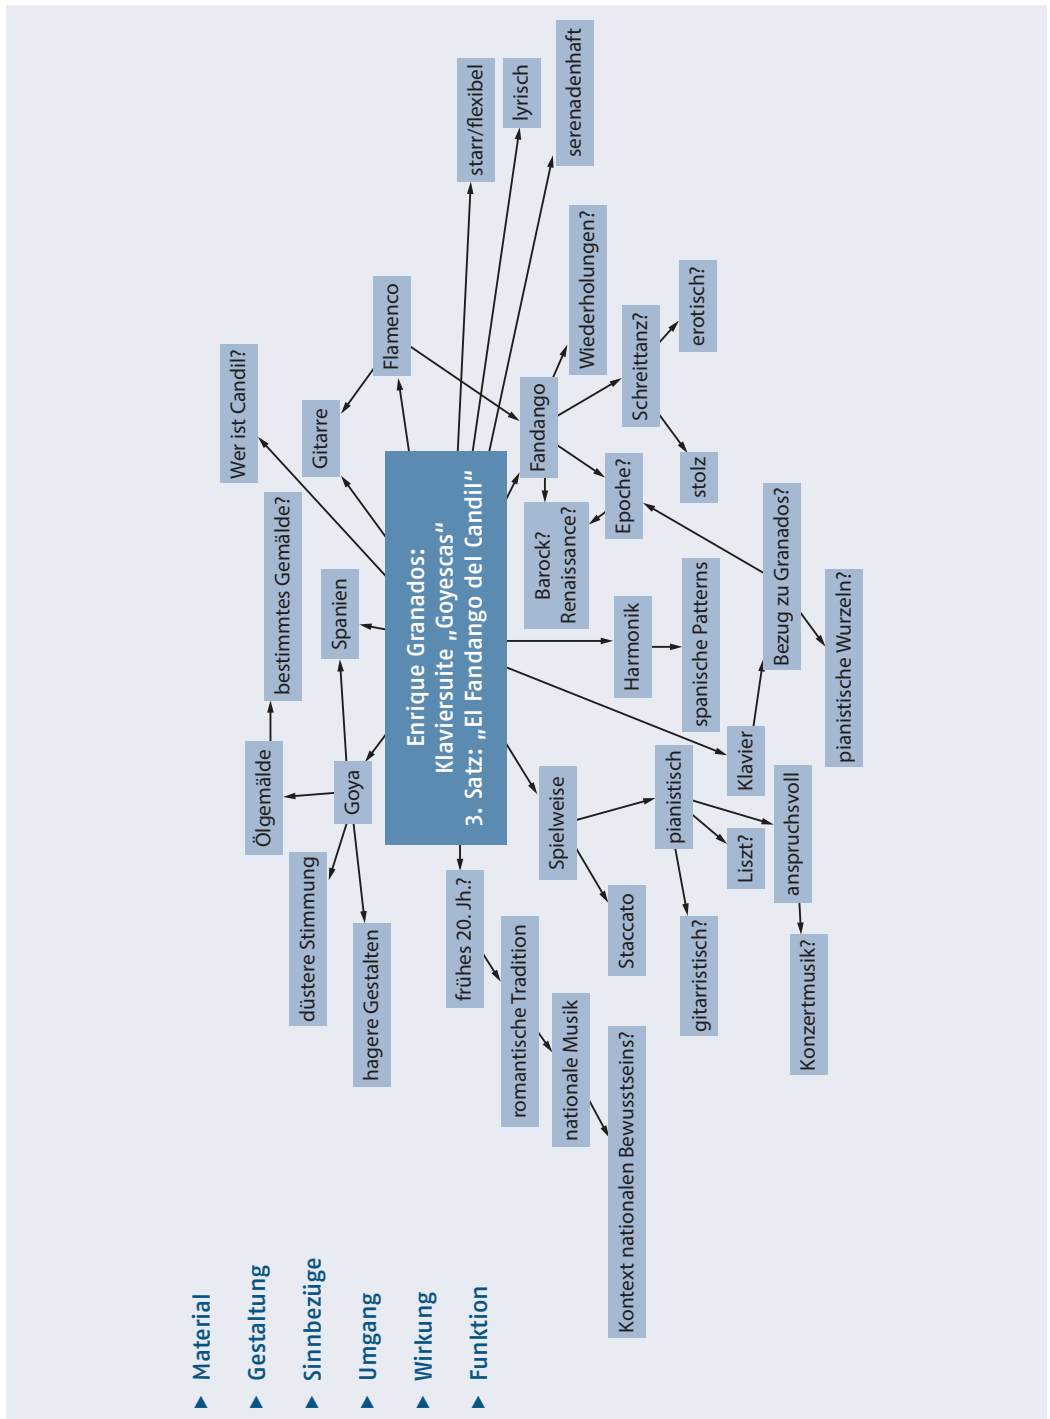 ▶ Material
▶ Gestaltung
▶ Sinnbezüge
▶ Umgang
▶ Wirkung
▶ Funktion
Enrique Granados:
Klaviersuite „Goyescas“
3. Satz: „El Fandango del Candil“
Wer ist Candil?
bestimmtes Gemälde?
Ölgemälde
düstere Stimmung
hagere Gestalten
Goya
Spanien
Gitarre
Flamenco
starr/flexibel
lyrisch
serenadenhaft
Fandango
Wiederholungen?
Schreittanz?
erotisch?
stolz
Epoche?
Barock?
Renaissance?
Harmonik
spanische Patterns
Klavier
Bezug zu Granados?
pianistische Wurzeln?
Spielweise
Staccato
pianistisch
gitarristisch?
Liszt?
anspruchsvoll
Konzertmusik?
frühes 20. Jh.?
romantische Tradition
nationale Musik
Kontext nationalen Bewusstseins?